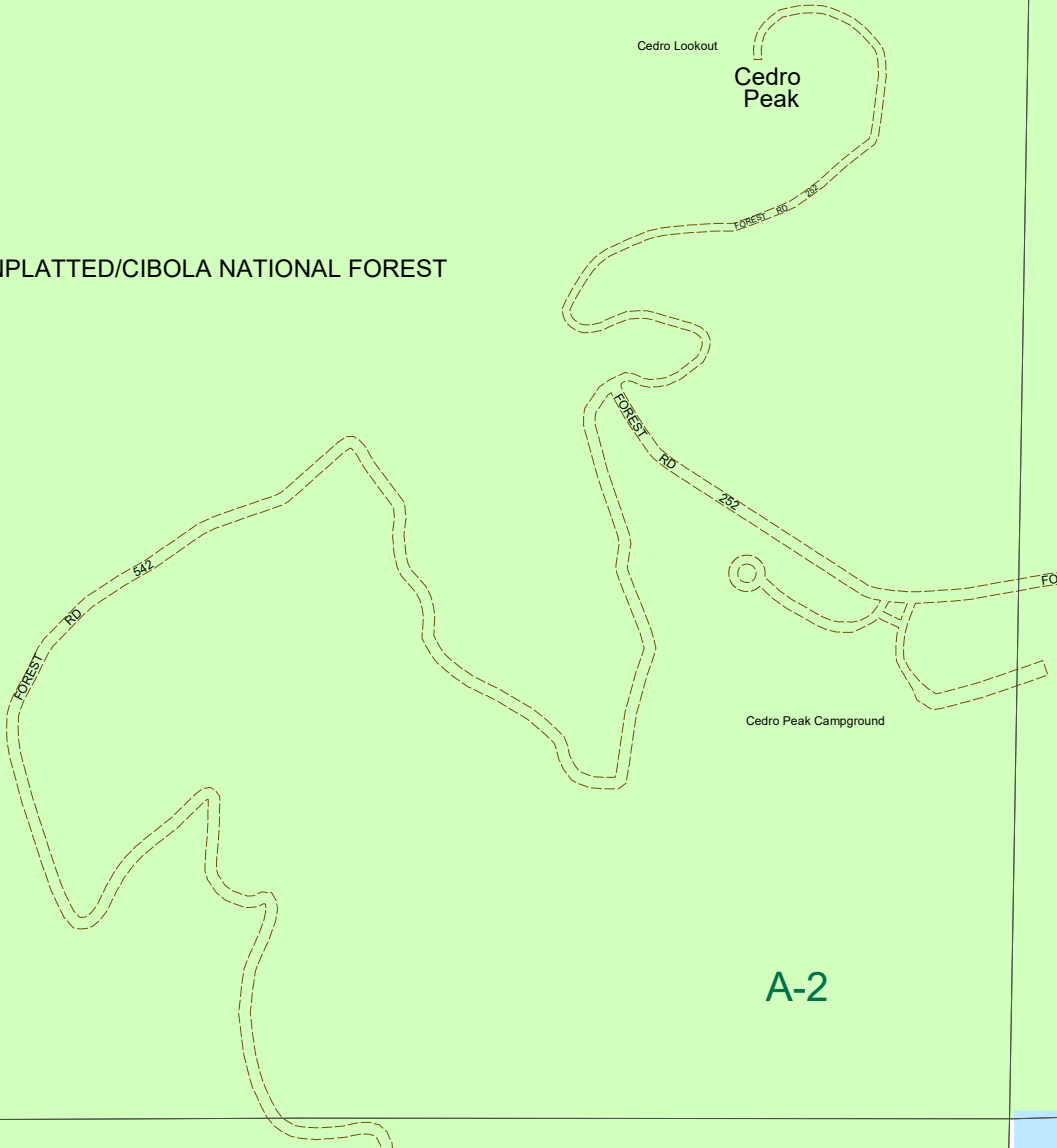 Cedro Lookout
Cedro
Peak
FOREST RD 252
NPLATTED/CIBOLA NATIONAL FOREST
FOREST RD 252
FOREST RD 542
FO
Cedro Peak Campground
A-2